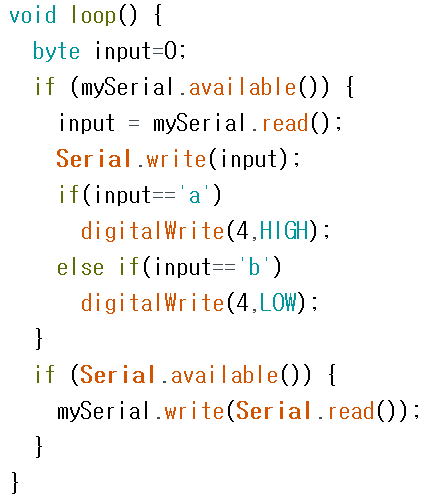 void loop() {
  byte input=0;
  if (mySerial.available()) {
    input = mySerial.read();
    Serial.write(input);
    if(input=='a')
      digitalWrite(4,HIGH);
    else if(input=='b')
      digitalWrite(4,LOW);
  }
  if (Serial.available()) {
    mySerial.write(Serial.read());
  }
}